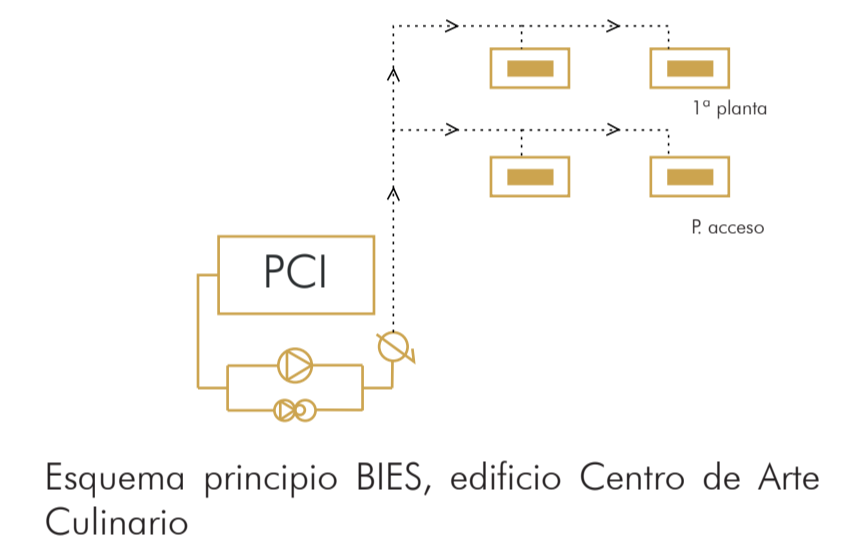 1ª planta
P. acceso
PCI
Esquema principio BIES, edificio Centro de Arte
Culinario